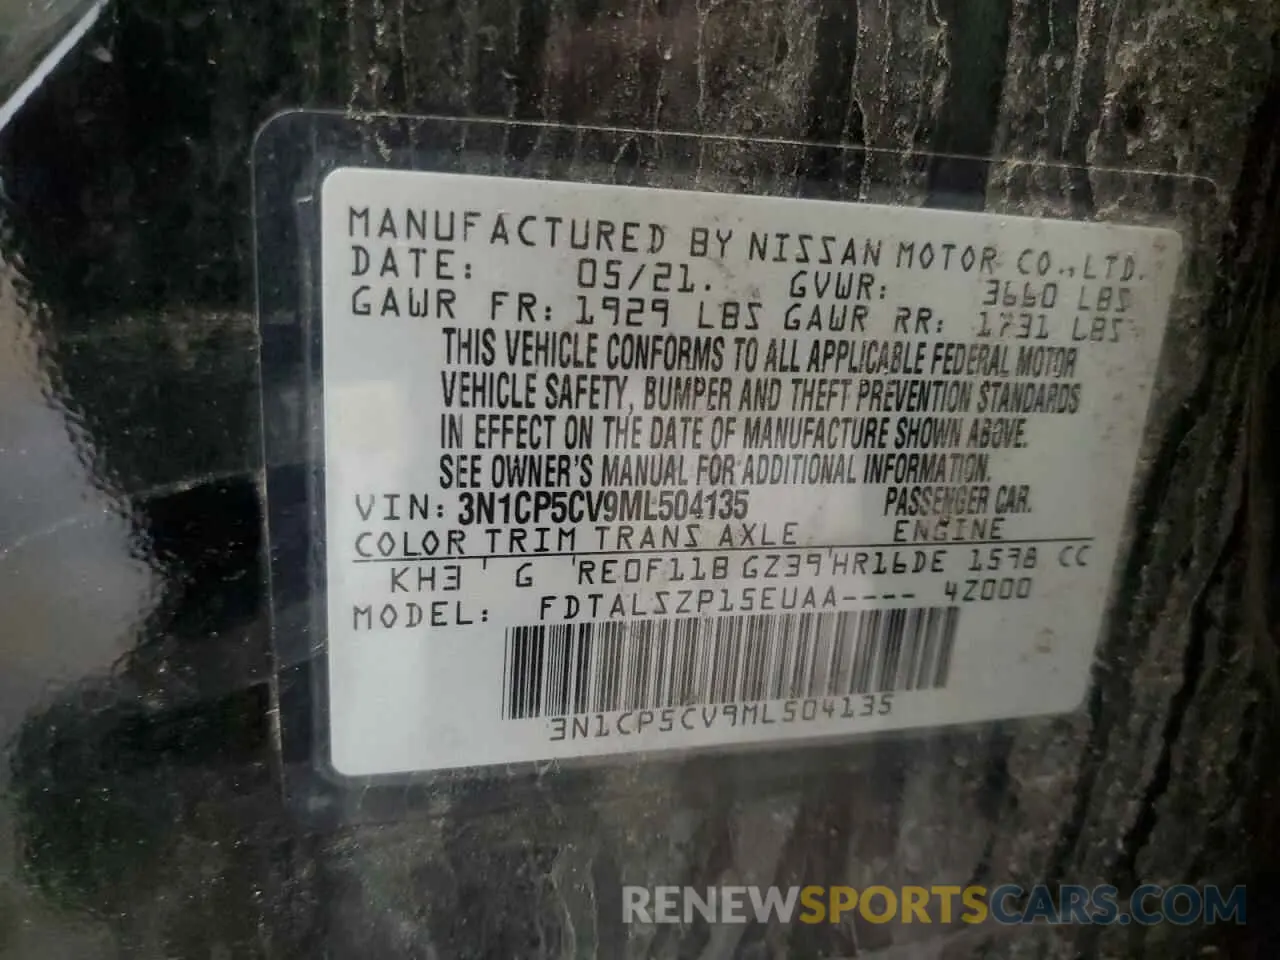 MANUFACTURED BY NISSAN MOTOR CO.,LTD.
DATE: 05/21. GVWR: 3660 LBS
GAWR FR: 1929 LBS GAWR RR: 1731 LBS
THIS VEHICLE CONFORMS TO ALL APPLICABLE FEDERAL MOTOR
VEHICLE SAFETY, BUMPER AND THEFT PREVENTION STANDARDS
IN EFFECT ON THE DATE OF MANUFACTURE SHOWN ABOVE.
SEE OWNER'S MANUAL FOR ADDITIONAL INFORMATION.
VIN: 3N1CP5CV9ML504135 PASSENGER CAR.
COLOR TRIM TRANS AXLE ENGINE
KH3 ' G 'RE0F11B GZ39'HR16DE 1598 CC
MODEL: FDTALSZP15EUAA---- 4Z000
3N1CP5CV9ML504135
RENEWSPORTSCARS.COM